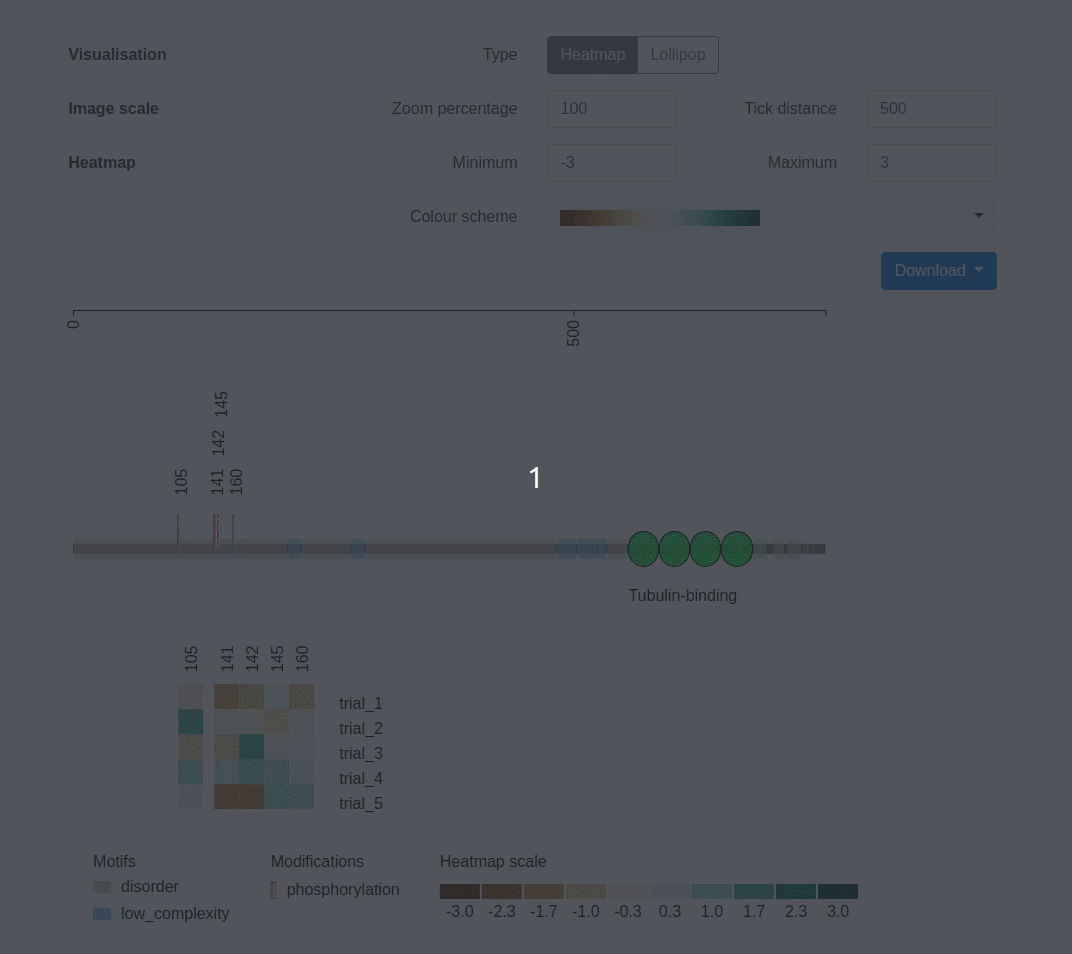 Visualisation Type Heatmap Lollipop
Image scale Zoom percentage 100 Tick distance 500
Heatmap Minimum -3 Maximum 3
Colour scheme
Download
0 500
145
142
105 141 160
1
Tubulin-binding
105 141 142 145 160
trial_1
trial_2
trial_3
trial_4
trial_5
Motifs Modifications Heatmap scale
disorder phosphorylation
low_complexity -3.0 -2.3 -1.7 -1.0 -0.3 0.3 1.0 1.7 2.3 3.0